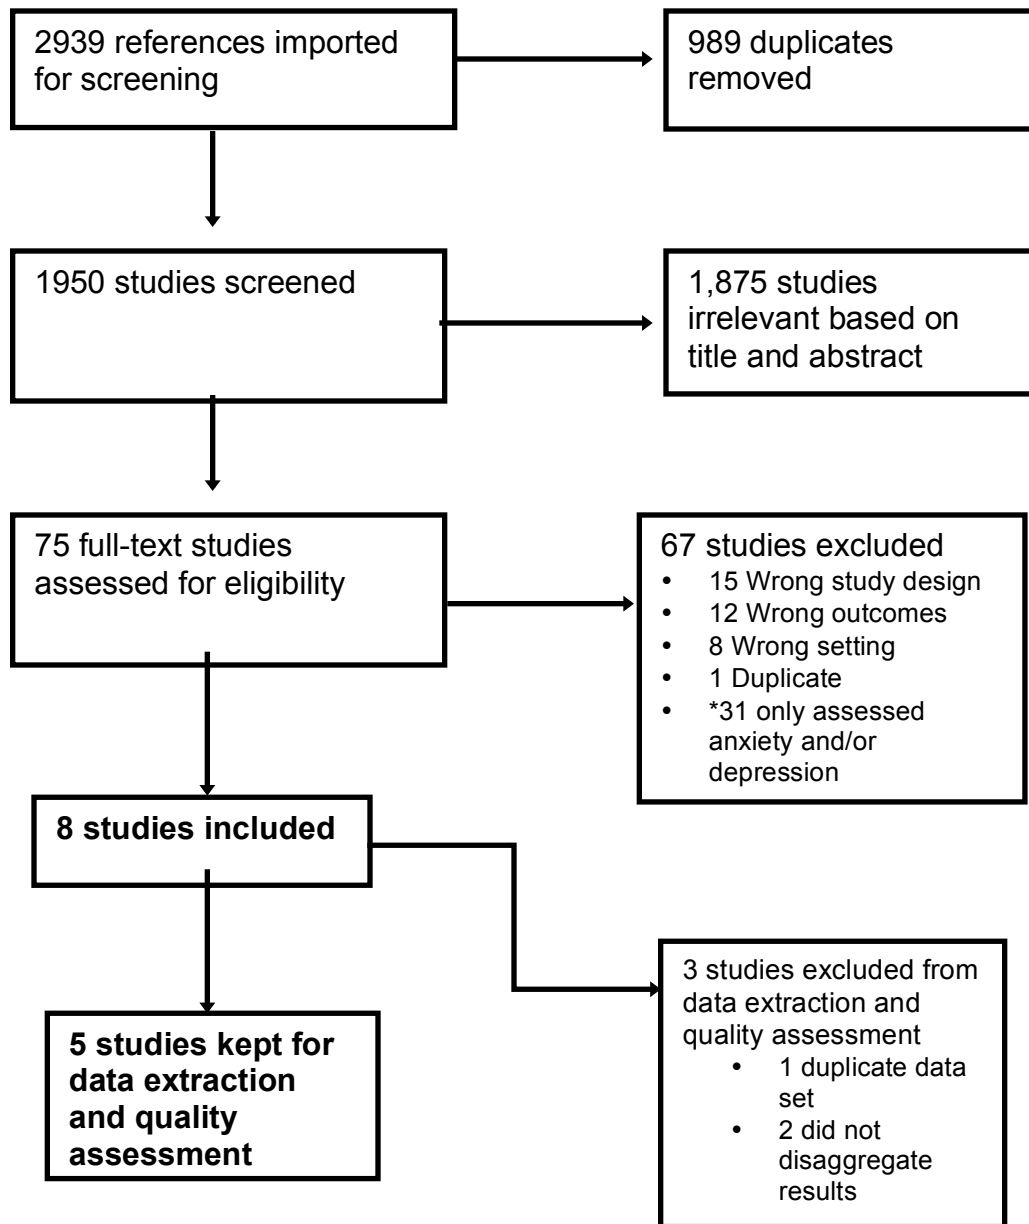 2939 references imported
for screening
989 duplicates
removed
1950 studies screened
1,875 studies
irrelevant based on
title and abstract
75 full-text studies
assessed for eligibility
67 studies excluded
• 15 Wrong study design
• 12 Wrong outcomes
• 8 Wrong setting
• 1 Duplicate
• *31 only assessed
anxiety and/or
depression
8 studies included
3 studies excluded from
data extraction and
quality assessment
• 1 duplicate data
set
• 2 did not
disaggregate
results
5 studies kept for
data extraction
and quality
assessment